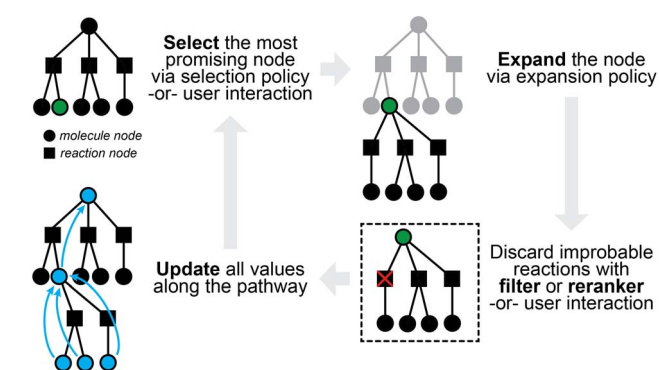 Select the most
promising node
via selection policy
-or- user interaction
Expand the node
via expansion policy
molecule node
reaction node
Discard improbable
reactions with
filter or reranker
-or- user interaction
Update all values
along the pathway